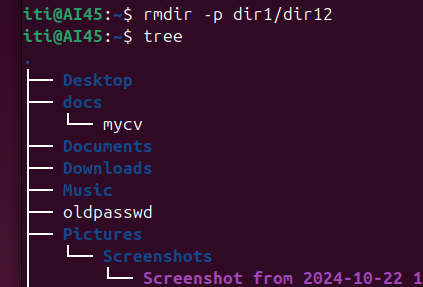 iti@AI45:~$ rmdir -p dir1/dir12
iti@AI45:~$ tree
.
├── Desktop
├── docs
│   └── mycv
├── Documents
├── Downloads
├── Music
├── oldpasswd
├── Pictures
│   └── Screenshots
│       └── Screenshot from 2024-10-22 1